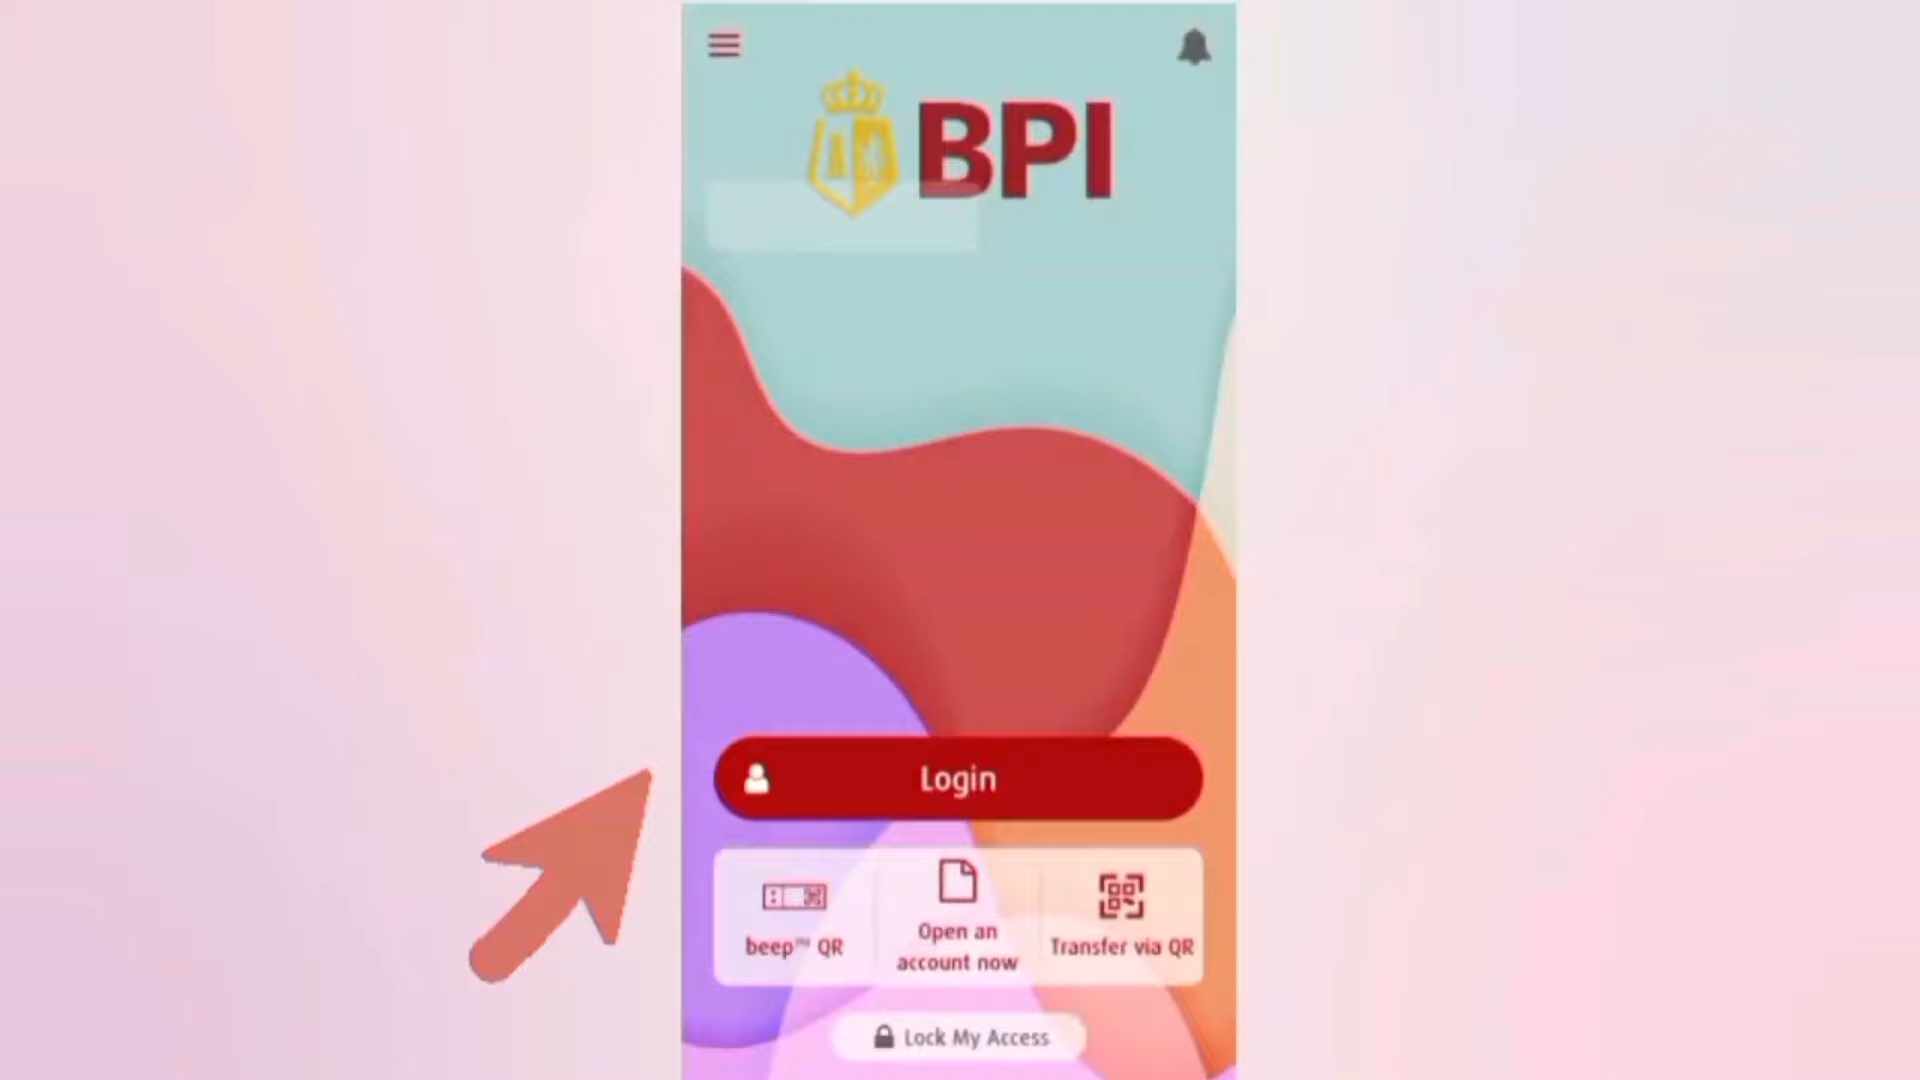 BPI
Login
beep™ QR
Open an
account now
Transfer via QR
Lock My Access